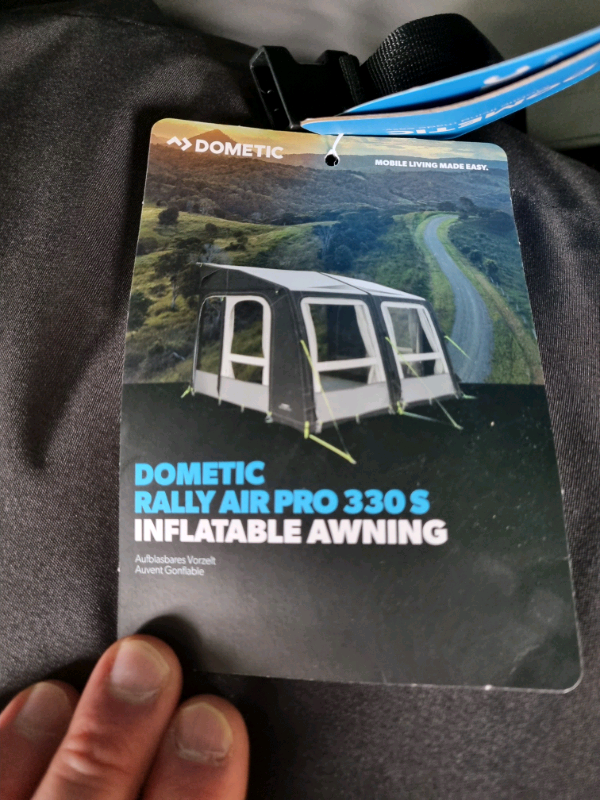 DOMETIC
MOBILE LIVING MADE EASY.
DOMETIC
RALLY AIR PRO 330 S
INFLATABLE AWNING
Aufblasbares Vorzelt
Auvent Gonflable